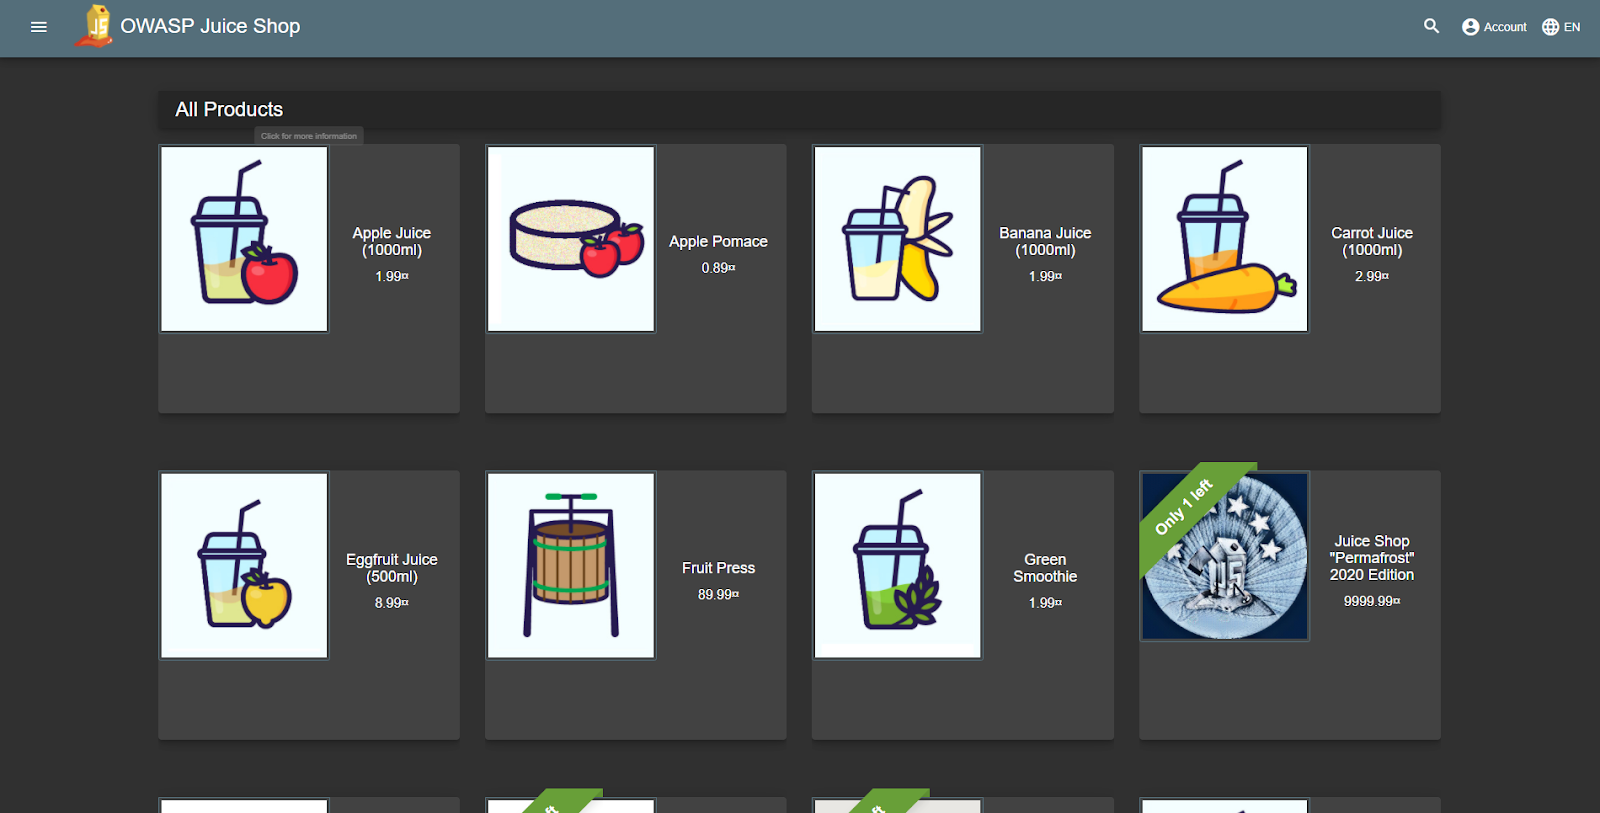 OWASP Juice Shop
Account
EN
All Products
Click for more information
Apple Juice
(1000ml)
1.99¤
Apple Pomace
0.89¤
Banana Juice
(1000ml)
1.99¤
Carrot Juice
(1000ml)
2.99¤
Eggfruit Juice
(500ml)
8.99¤
Fruit Press
89.99¤
Green
Smoothie
1.99¤
Only 1 left
Juice Shop
"Permafrost"
2020 Edition
9999.99¤